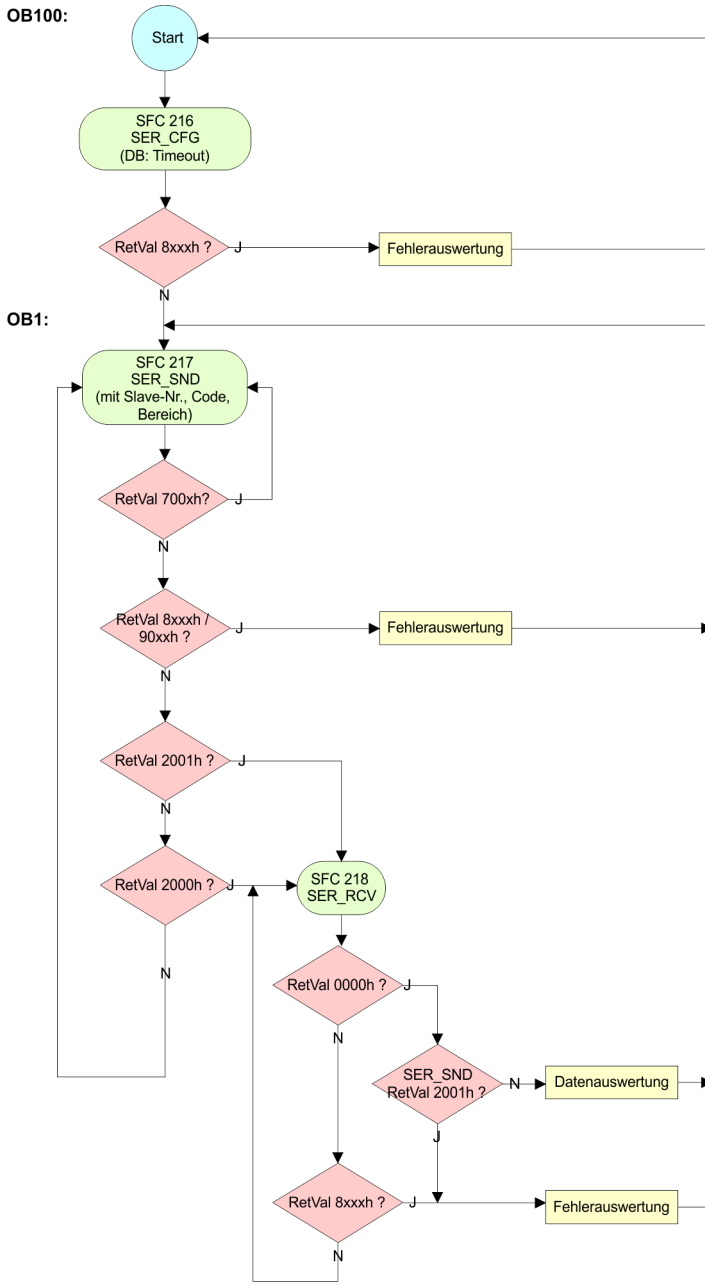 OB100:
Start
SFC 216
SER_CFG
(DB: Timeout)
RetVal 8xxxh ?
J
Fehlerauswertung
N
OB1:
SFC 217
SER_SND
(mit Slave-Nr., Code,
Bereich)
RetVal 700xh?
J
N
RetVal 8xxxh /
90xxh ?
J
Fehlerauswertung
N
RetVal 2001h ?
J
N
RetVal 2000h ?
J
SFC 218
SER_RCV
N
RetVal 0000h ?
J
N
SER_SND
RetVal 2001h ?
N
Datenauswertung
J
RetVal 8xxxh ?
J
Fehlerauswertung
N